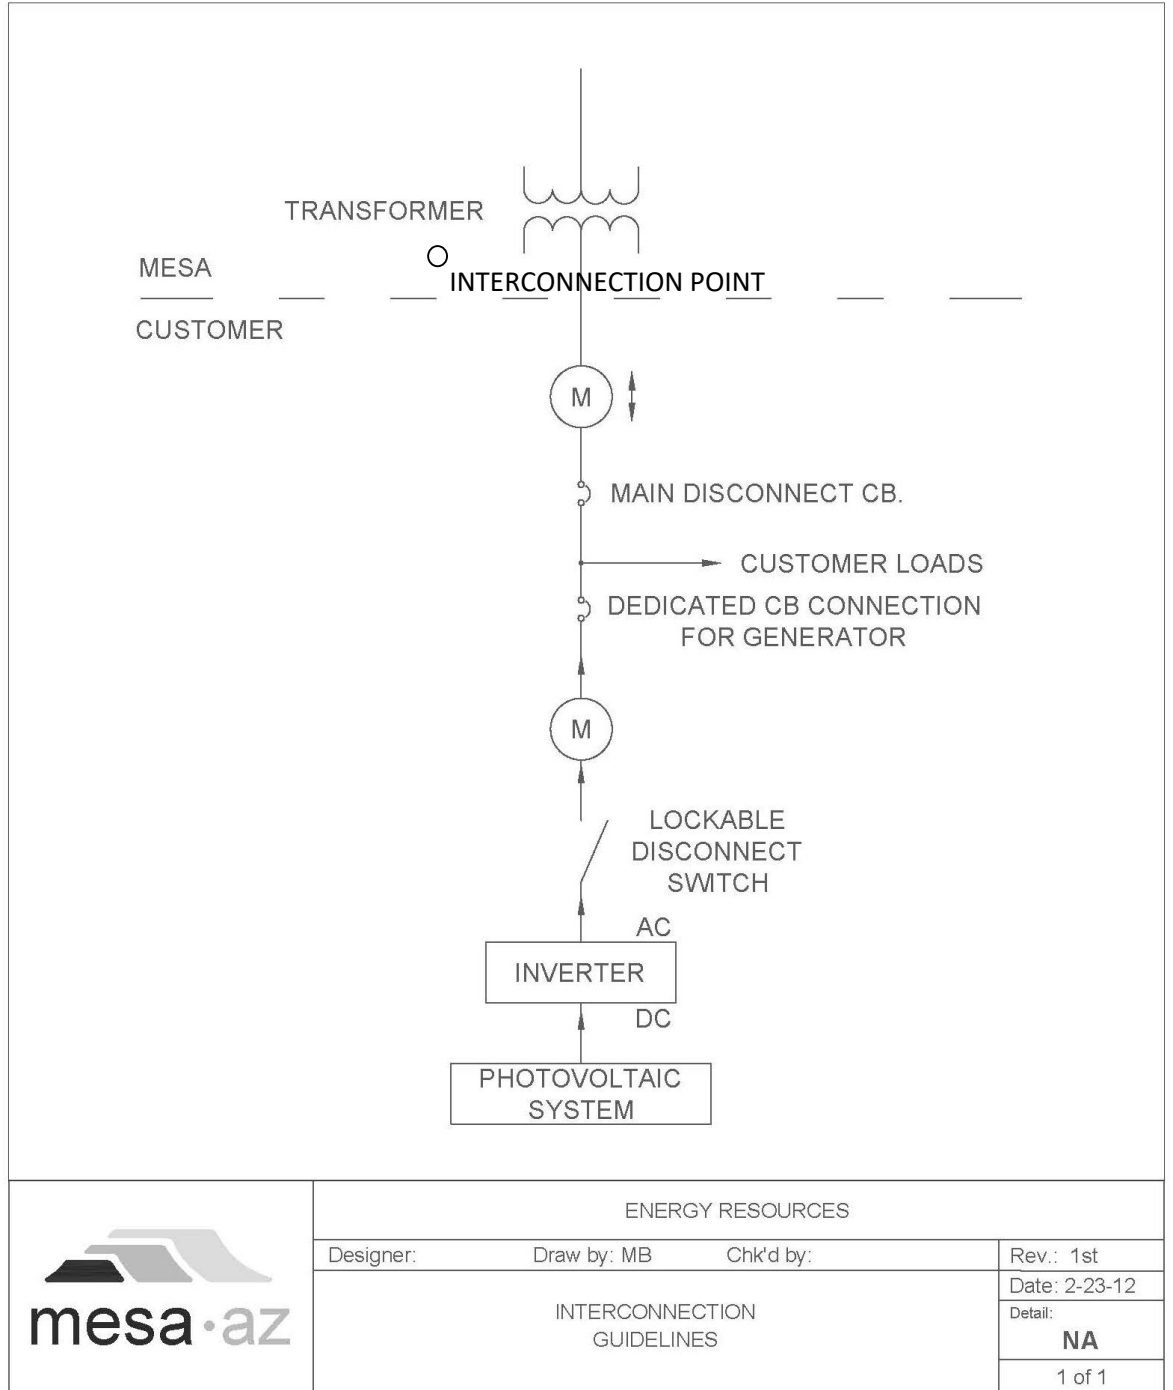 TRANSFORMER
MESA
INTERCONNECTION POINT
CUSTOMER
M
MAIN DISCONNECT CB.
CUSTOMER LOADS
DEDICATED CB CONNECTION
FOR GENERATOR
M
LOCKABLE
DISCONNECT
SWITCH
AC
INVERTER
DC
PHOTOVOLTAIC
SYSTEM
mesa·az
ENERGY RESOURCES
Designer: Draw by: MB Chk'd by:
Rev.: 1st
Date: 2-23-12
INTERCONNECTION
GUIDELINES
Detail:
NA
1 of 1